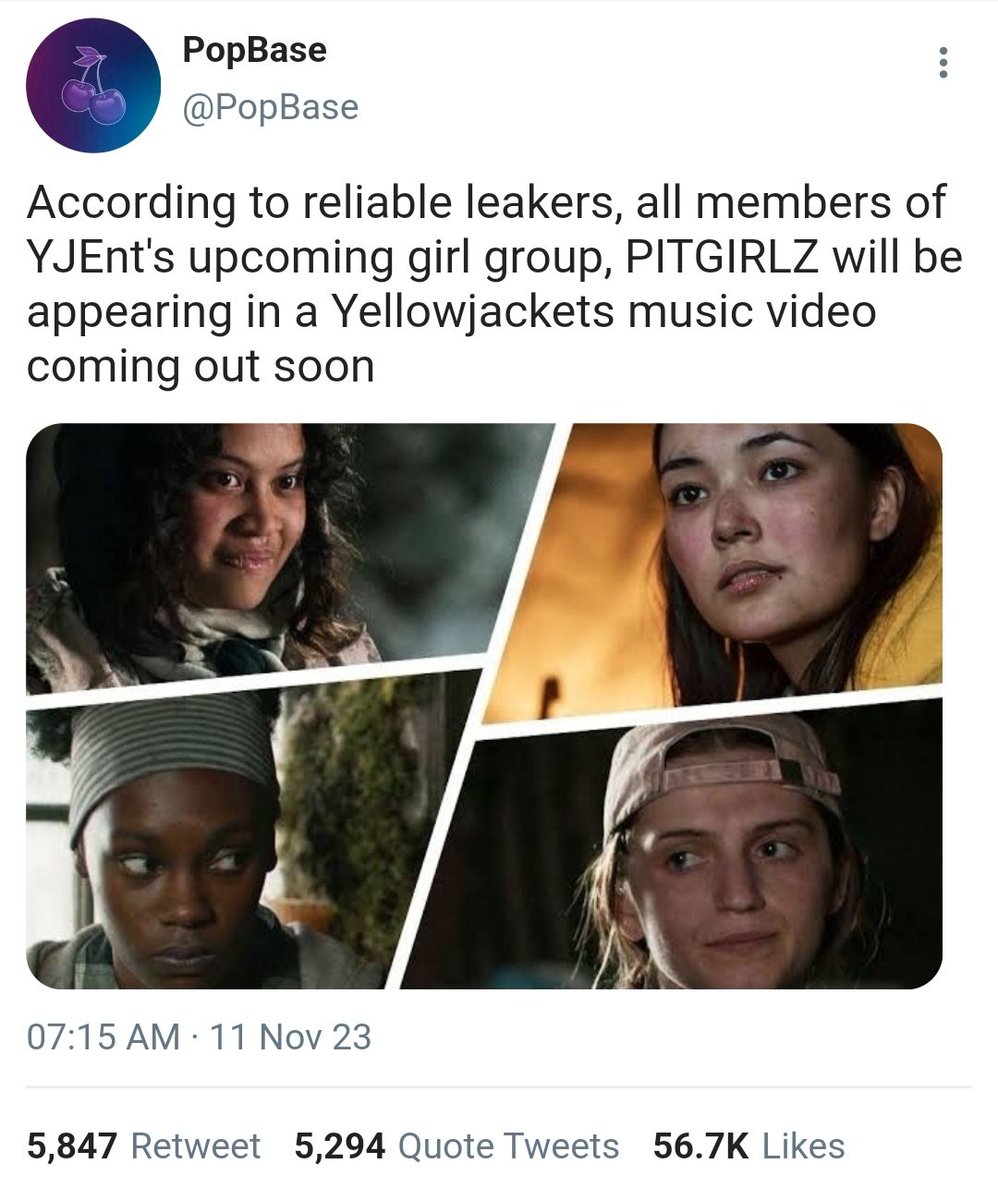 PopBase
@PopBase
According to reliable leakers, all members of
YJEnt's upcoming girl group, PITGIRLZ will be
appearing in a Yellowjackets music video
coming out soon
07:15 AM · 11 Nov 23
5,847 Retweet 5,294 Quote Tweets 56.7K Likes